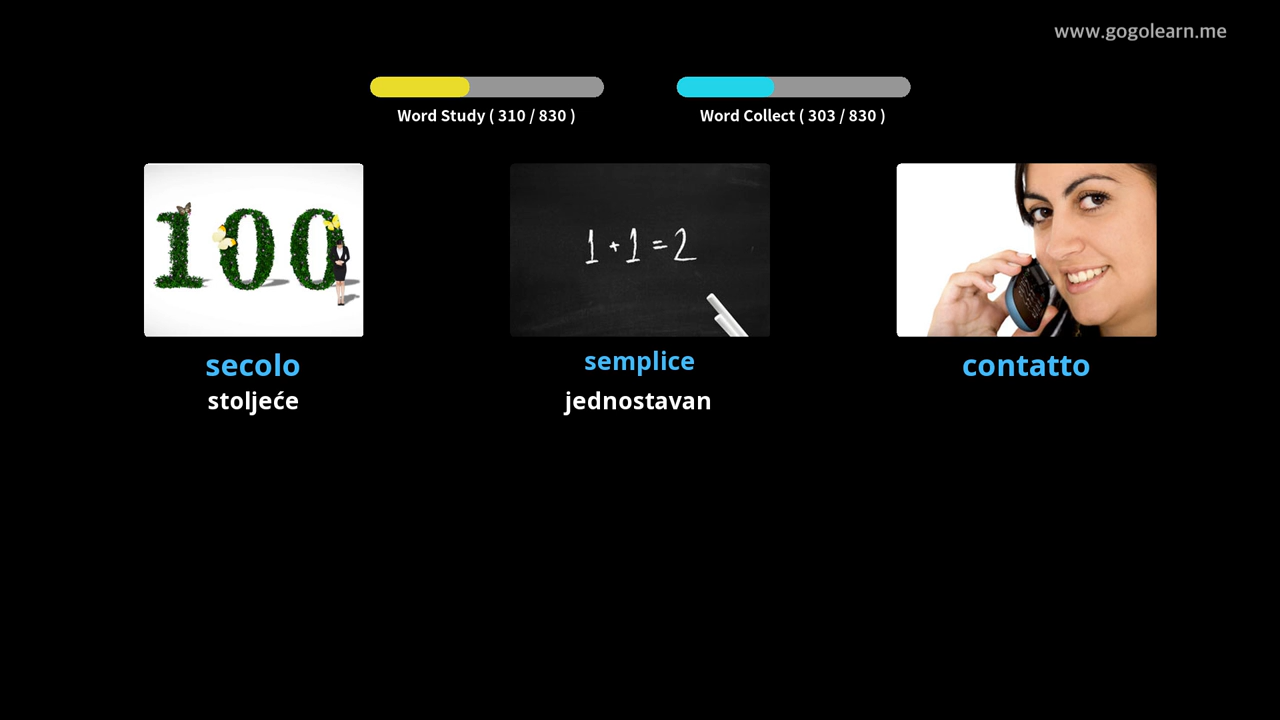 www.gogolearn.me
Word Study ( 310 / 830 )
Word Collect ( 303 / 830 )
100
1 + 1 = 2
secolo
stoljeće
semplice
jednostavan
contatto